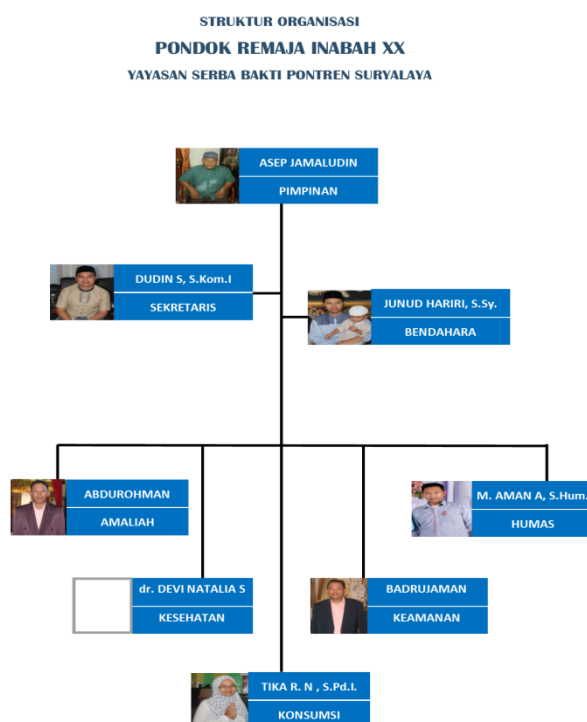 STRUKTUR ORGANISASI
PONDOK REMAJA INABAH XX
YAYASAN SERBA BAKTI PONTREN SURYALAYA
ASEP JAMALUDIN
PIMPINAN
DUDIN S, S.Kom.I
SEKRETARIS
JUNUD HARIRI, S.Sy.
BENDAHARA
ABDUROHMAN
AMALIAH
M. AMAN A, S.Hum.
HUMAS
dr. DEVI NATALIA S
KESEHATAN
BADRUJAMAN
KEAMANAN
TIKA R. N , S.Pd.I.
KONSUMSI